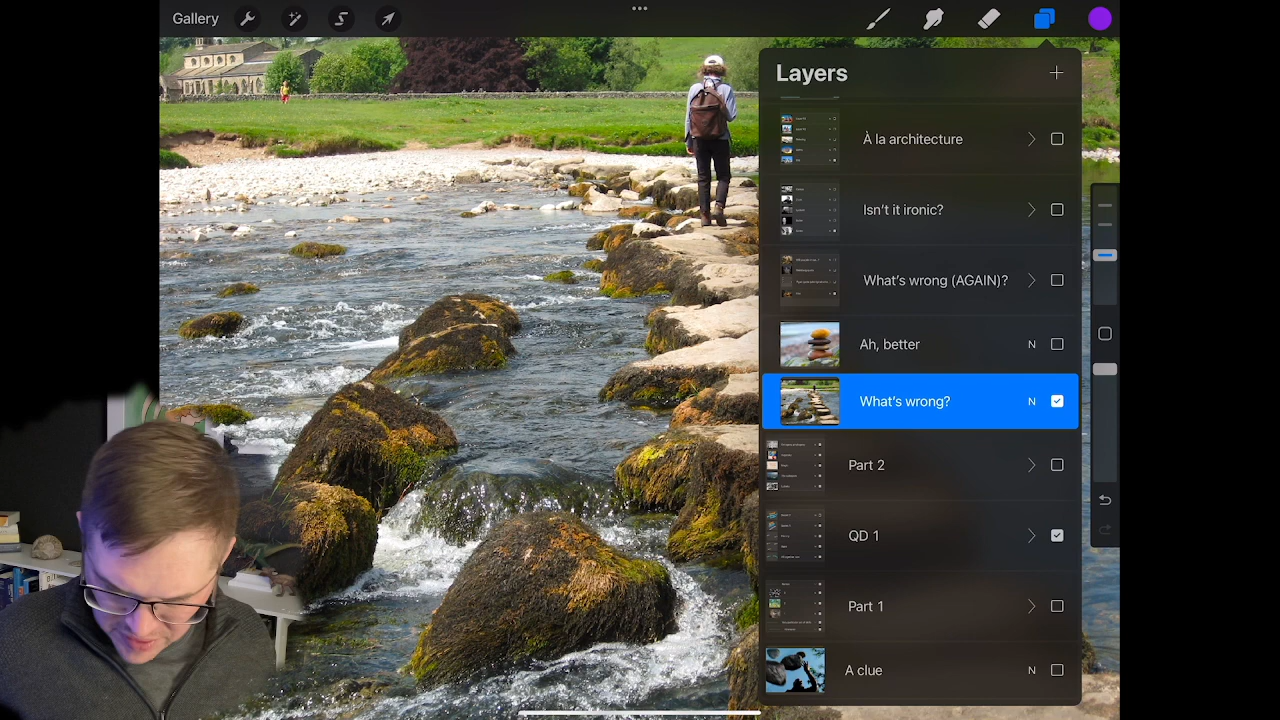 Gallery
Layers
À la architecture
Isn't it ironic?
What's wrong (AGAIN)?
Ah, better
N
What's wrong?
N
Part 2
QD 1
Part 1
A clue
N